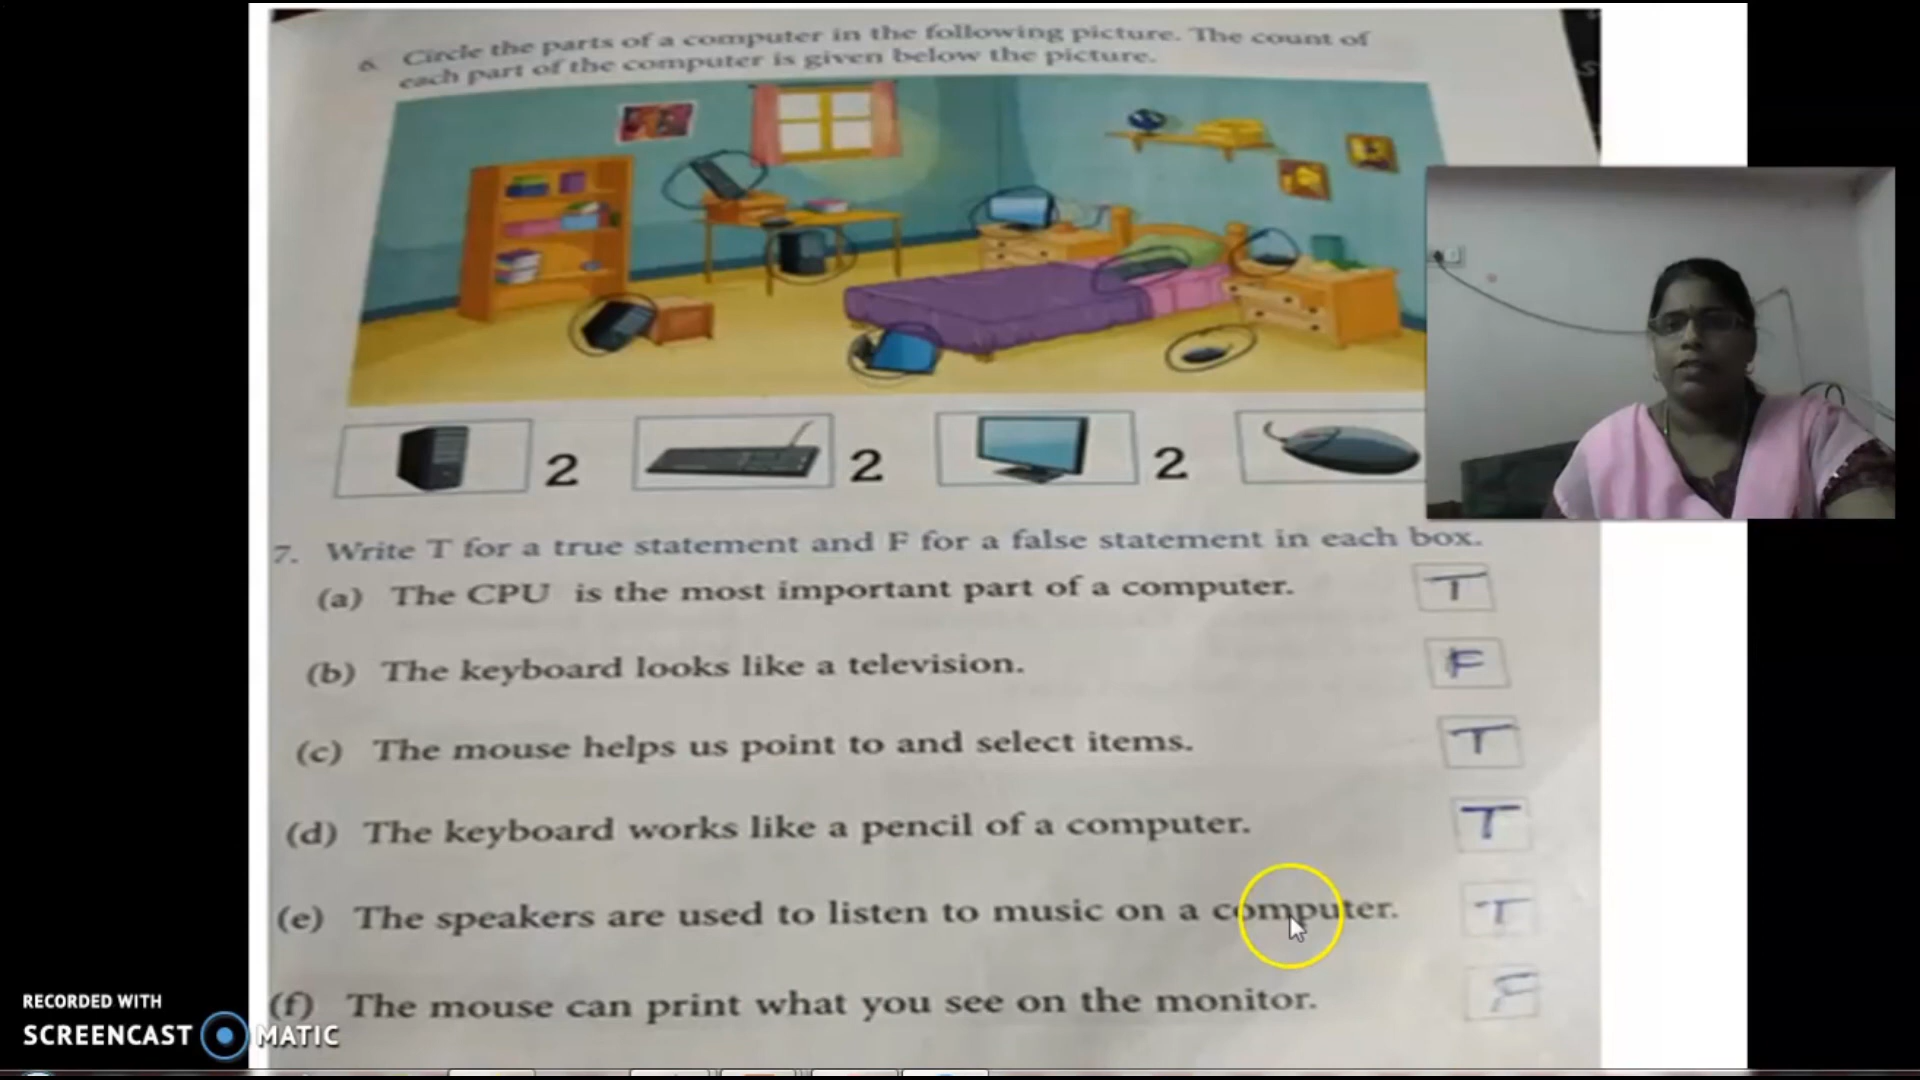 6. Circle the parts of a computer in the following picture. The count of
each part of the computer is given below the picture.
2 2 2
7. Write T for a true statement and F for a false statement in each box.
(a) The CPU is the most important part of a computer. T
(b) The keyboard looks like a television. F
(c) The mouse helps us point to and select items. T
(d) The keyboard works like a pencil of a computer. T
(e) The speakers are used to listen to music on a computer. T
(f) The mouse can print what you see on the monitor. F
RECORDED WITH
SCREENCAST MATIC